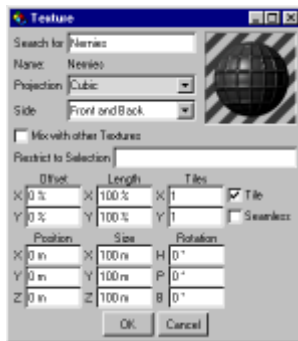 Texture
Search for Nemies
Name: Nemies
Projection Cubic
Side Front and Back
Mix with other Textures
Restrict to Selection
Offset Length Tiles
X 0 % X 100 % X 1 Tile
Y 0 % Y 100 % Y 1 Seamless
Position Size Rotation
X 0 m X 100 m H 0 °
Y 0 m Y 100 m P 0 °
Z 0 m Z 100 m B 0 °
OK Cancel